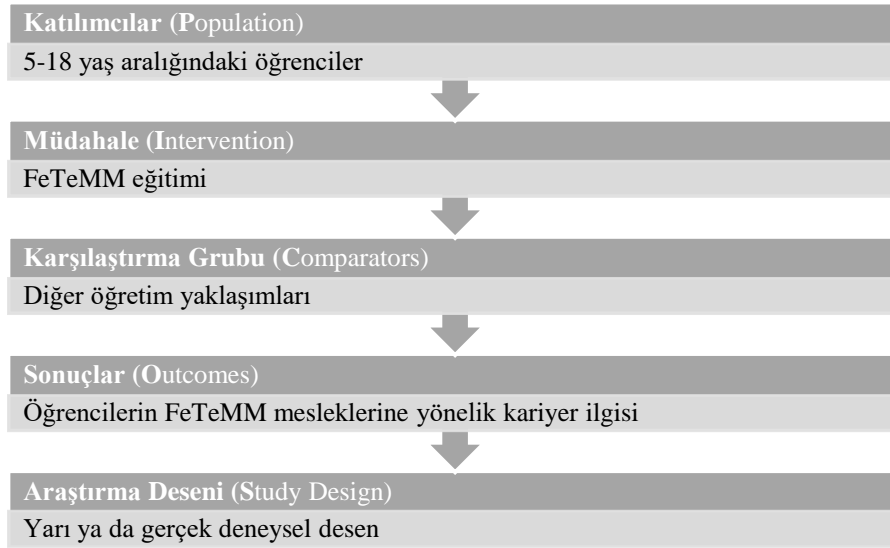 Katılımcılar (Population)
5-18 yaş aralığındaki öğrenciler
Müdahale (Intervention)
FeTeMM eğitimi
Karşılaştırma Grubu (Comparators)
Diğer öğretim yaklaşımları
Sonuçlar (Outcomes)
Öğrencilerin FeTeMM mesleklerine yönelik kariyer ilgisi
Araştırma Deseni (Study Design)
Yarı ya da gerçek deneysel desen